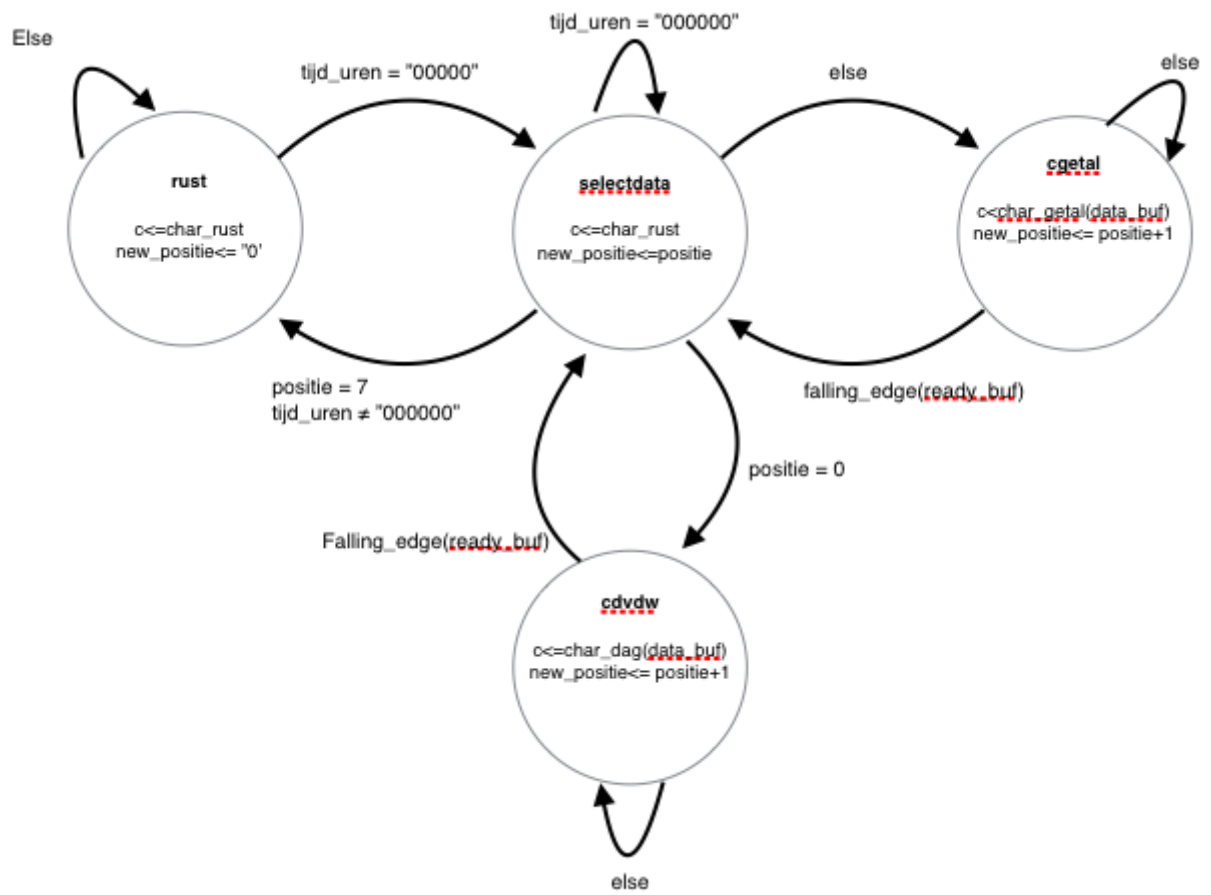 Else
tijd_uren = "00000"
tijd_uren = "000000"
else
else
rust
c<=char_rust
new_positie<= "0'
selectdata
c<=char_rust
new_positie<=positie
cgetal
c<char_getal(data_buf)
new_positie<= positie+1
positie = 7
tijd_uren ≠ "000000"
falling_edge(ready_buf)
positie = 0
Falling_edge(ready_buf)
cdvdw
c<=char_dag(data_buf)
new_positie<= positie+1
else